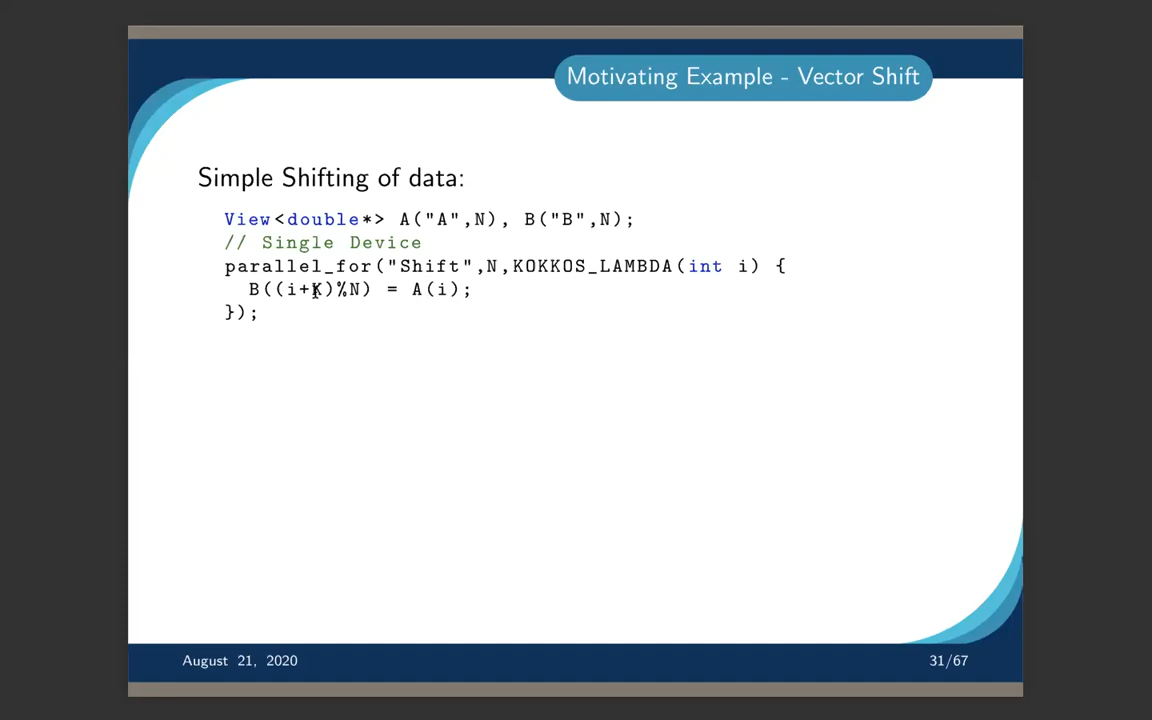 Motivating Example - Vector Shift
Simple Shifting of data:
View<double*> A("A",N), B("B",N);
// Single Device
parallel_for("Shift",N,KOKKOS_LAMBDA(int i) {
B((i+K)%N) = A(i);
});
August 21, 2020
31/67